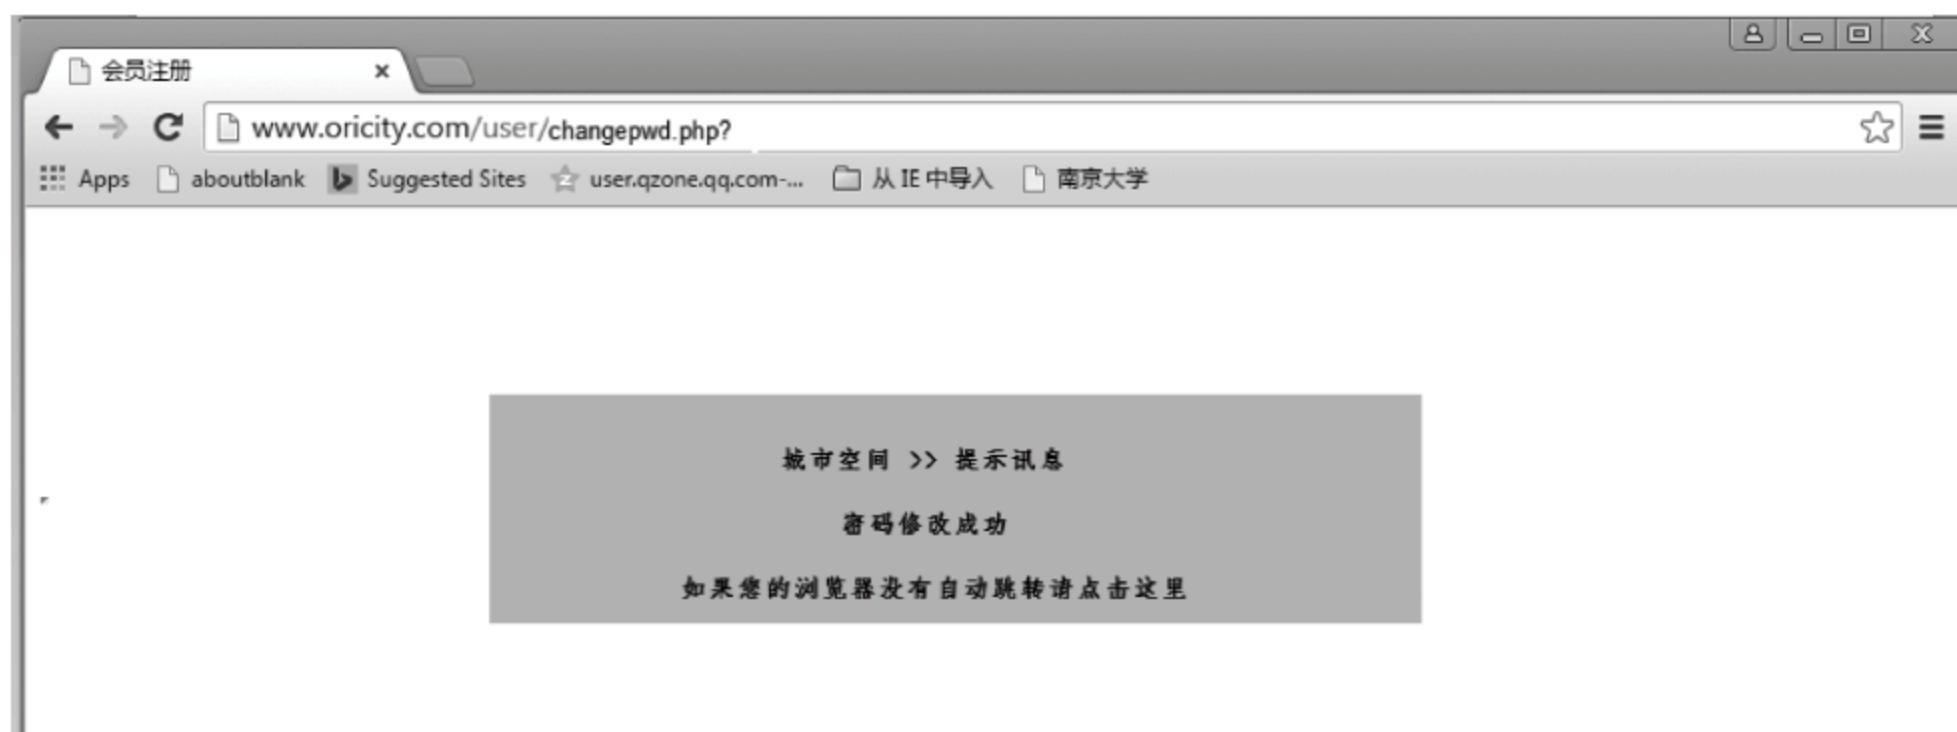 会员注册
www.oricity.com/user/changepwd.php?
Apps aboutblank Suggested Sites user.qzone.qq.com-... 从 IE 中导入 南京大学
城市空间 >> 提示讯息
密码修改成功
如果您的浏览器没有自动跳转请点击这里